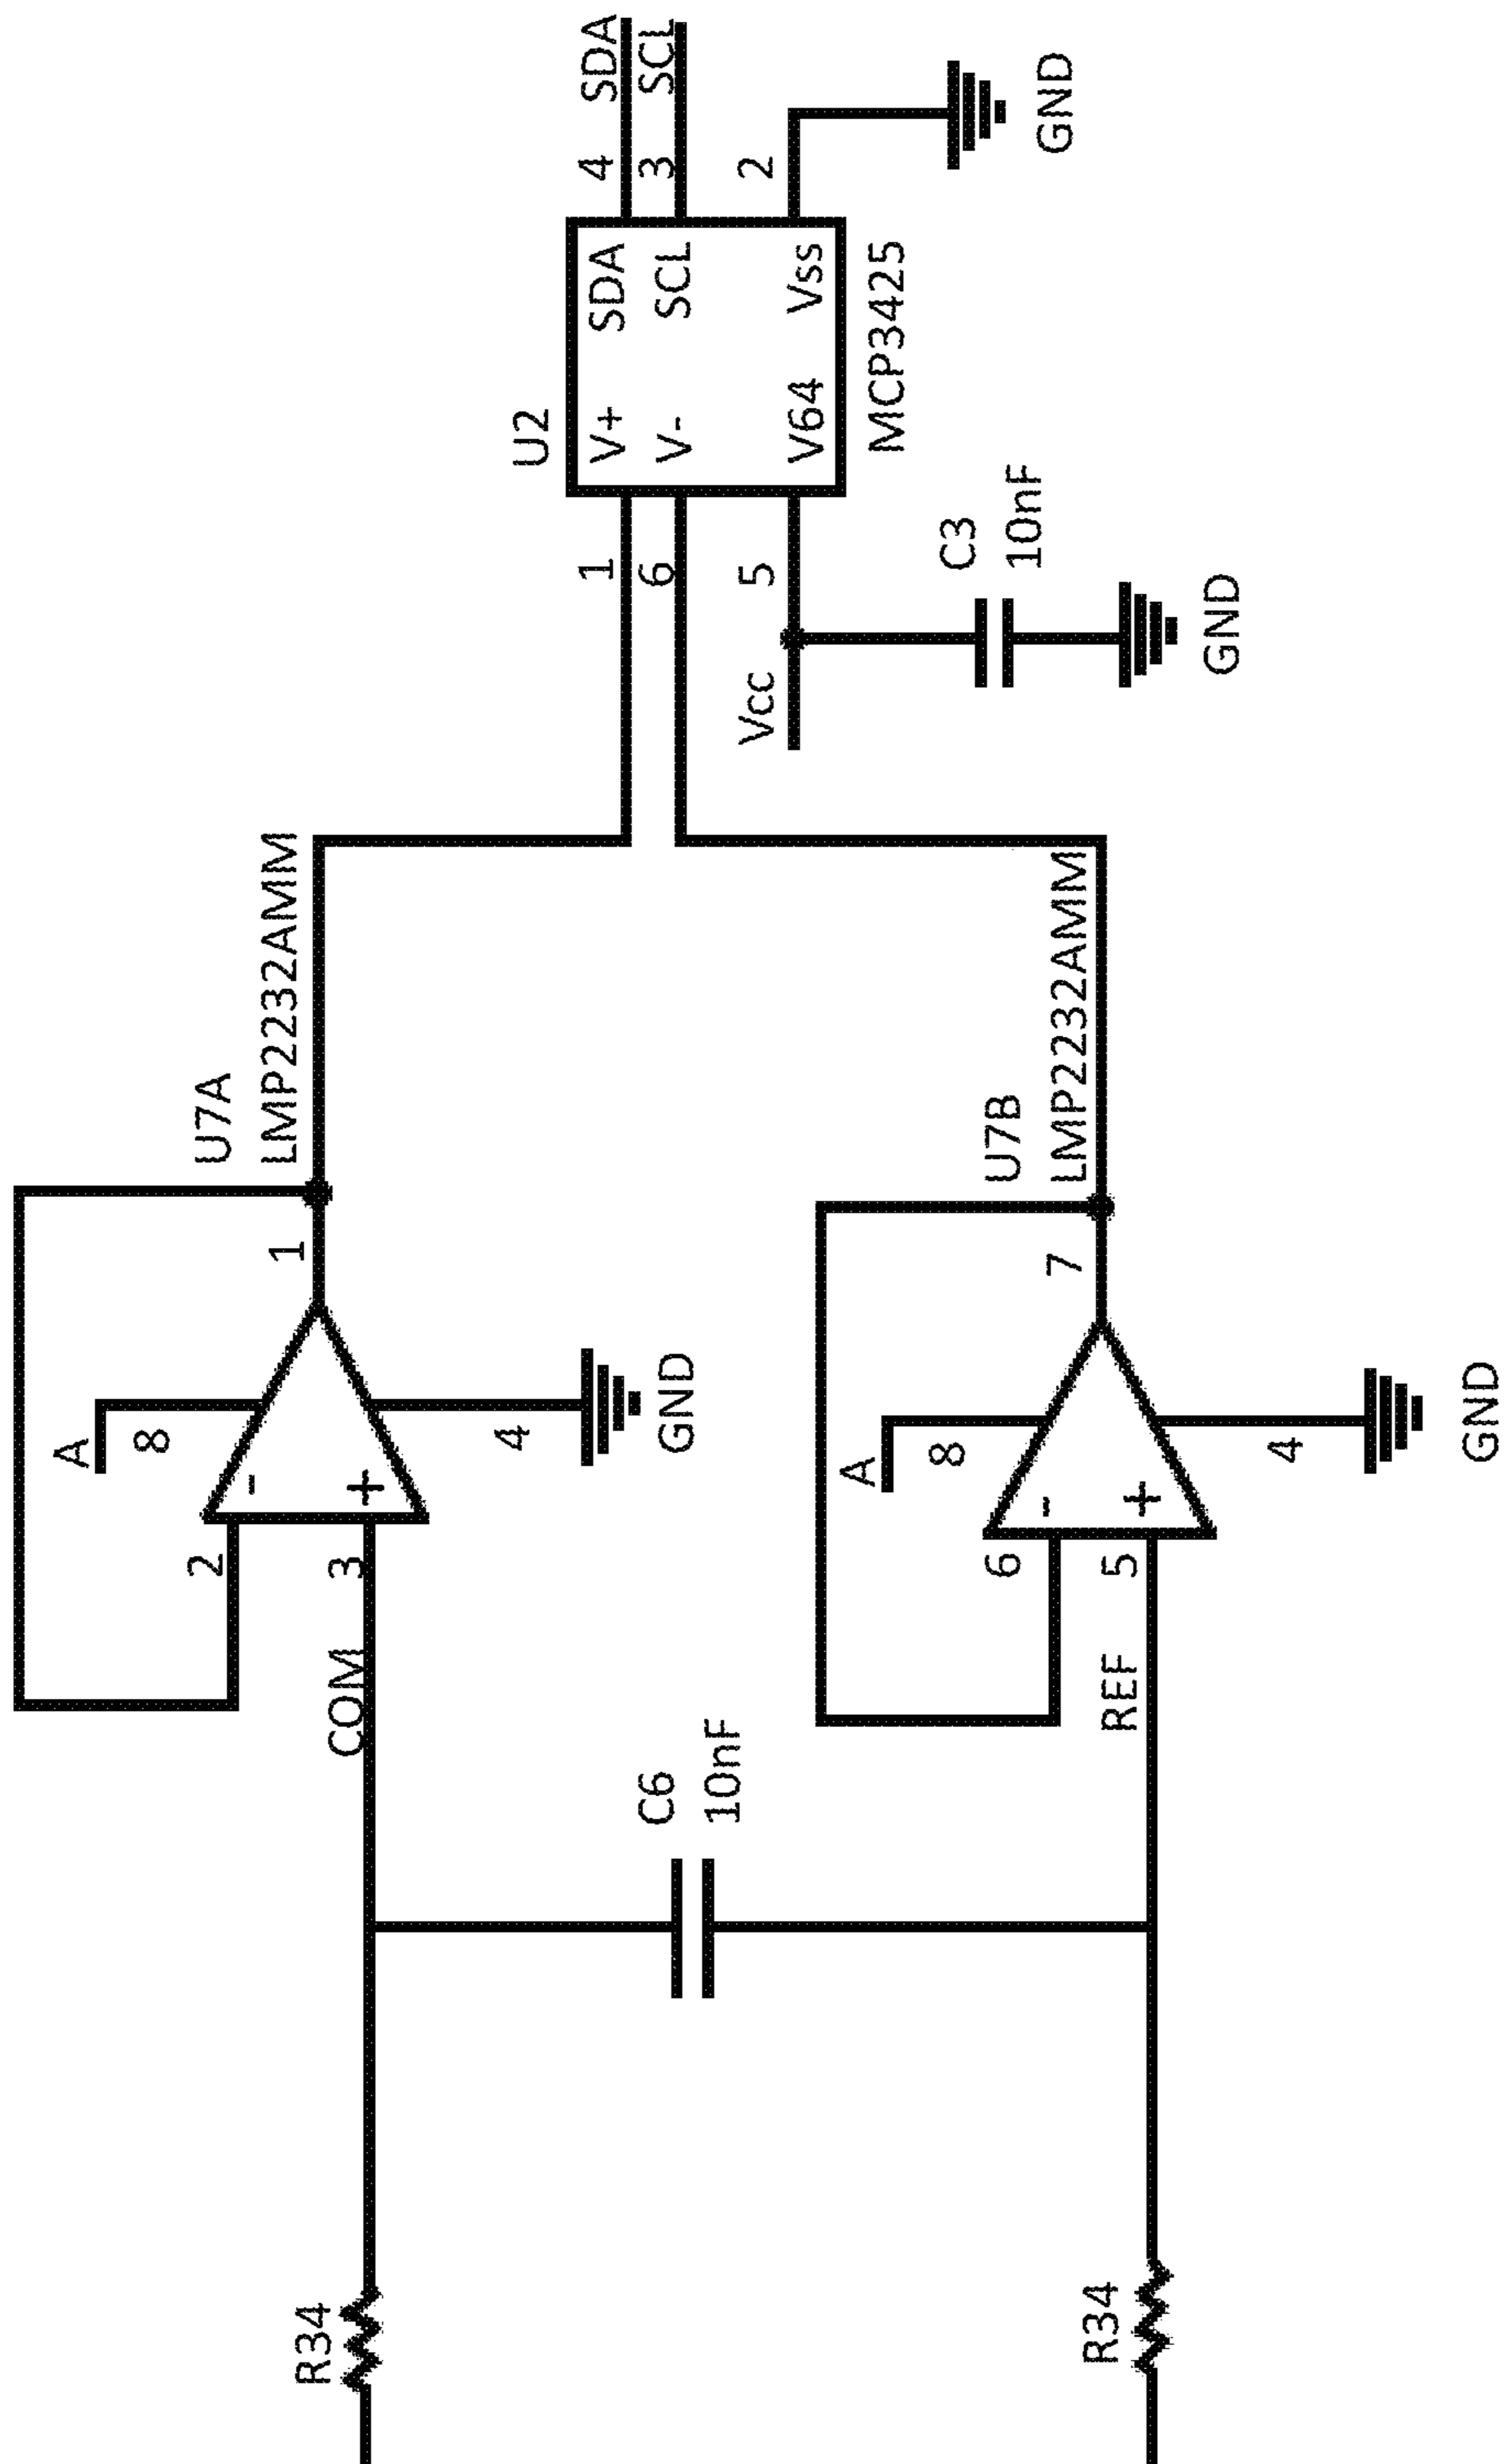 R34
COM
2
3
A
8
4
GND
1
U7A
LMP2232AMM
C6
10nF
R34
REF
6
5
A
8
4
GND
7
U7B
LMP2232AMM
-
+
-
+
1
6
5
Vcc
C3
10nF
GND
U2
V+ SDA
V- SCL
V64 Vss
MCP3425
4 SDA
3 SCL
2
GND